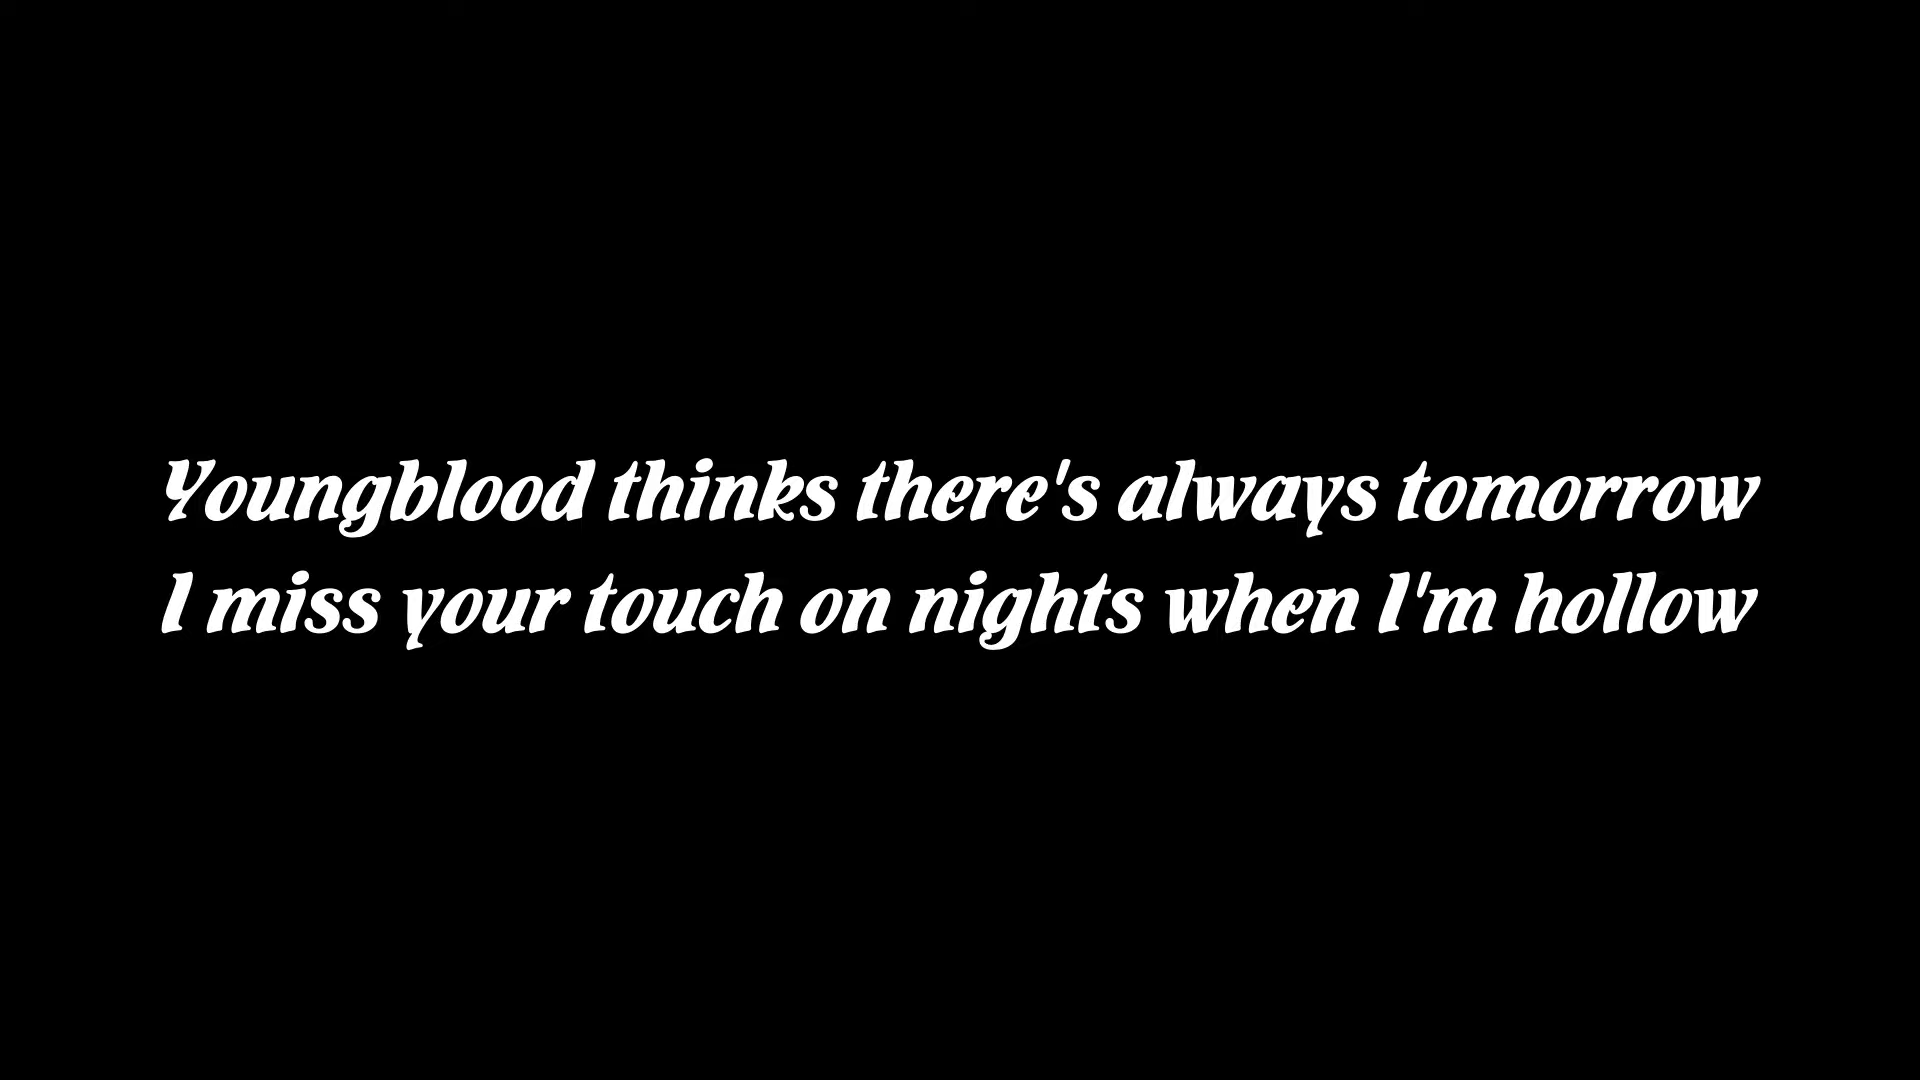 Youngblood thinks there's always tomorrow
I miss your touch on nights when I'm hollow